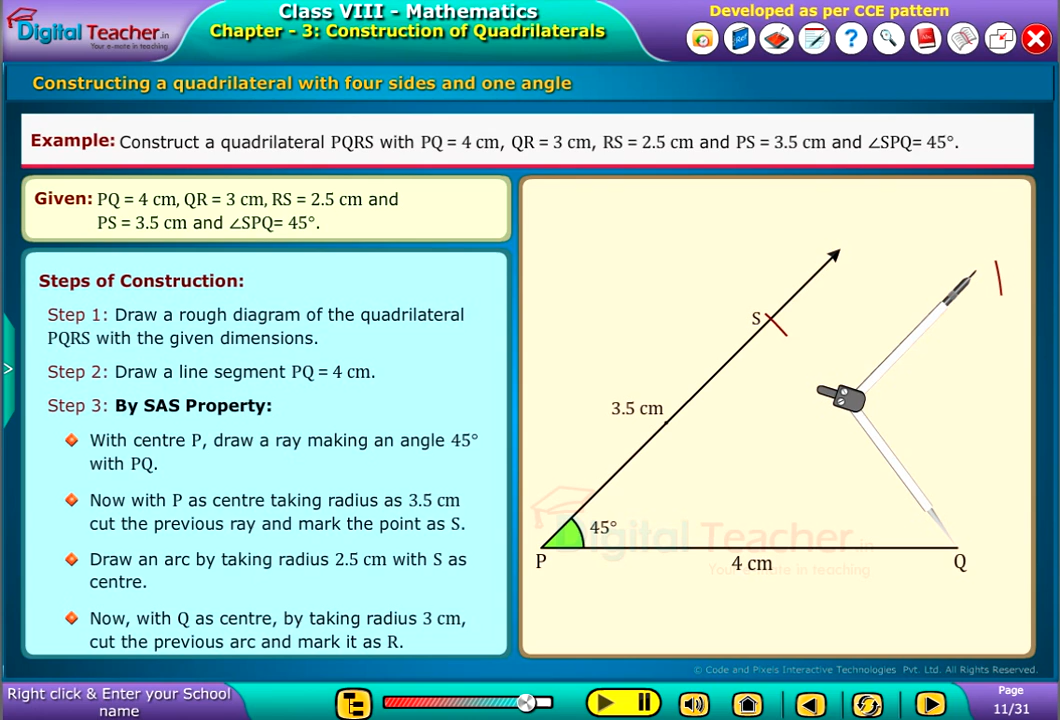 Digital Teacher.in
Your e-mate in teaching
Class VIII - Mathematics
Chapter - 3: Construction of Quadrilaterals
Developed as per CCE pattern
Constructing a quadrilateral with four sides and one angle
Example: Construct a quadrilateral PQRS with PQ = 4 cm, QR = 3 cm, RS = 2.5 cm and PS = 3.5 cm and ∠SPQ= 45°.
Given: PQ = 4 cm, QR = 3 cm, RS = 2.5 cm and
PS = 3.5 cm and ∠SPQ= 45°.
Steps of Construction:
Step 1: Draw a rough diagram of the quadrilateral
PQRS with the given dimensions.
Step 2: Draw a line segment PQ = 4 cm.
Step 3: By SAS Property:
With centre P, draw a ray making an angle 45°
with PQ.
Now with P as centre taking radius as 3.5 cm
cut the previous ray and mark the point as S.
Draw an arc by taking radius 2.5 cm with S as
centre.
Now, with Q as centre, by taking radius 3 cm,
cut the previous arc and mark it as R.
S
3.5 cm
45°
Digital Teacher.in
Your e-mate in teaching
P
4 cm
Q
© Code and Pixels Interactive Technologies Pvt. Ltd. All Rights Reserved.
Right click & Enter your School
name
Page
11/31